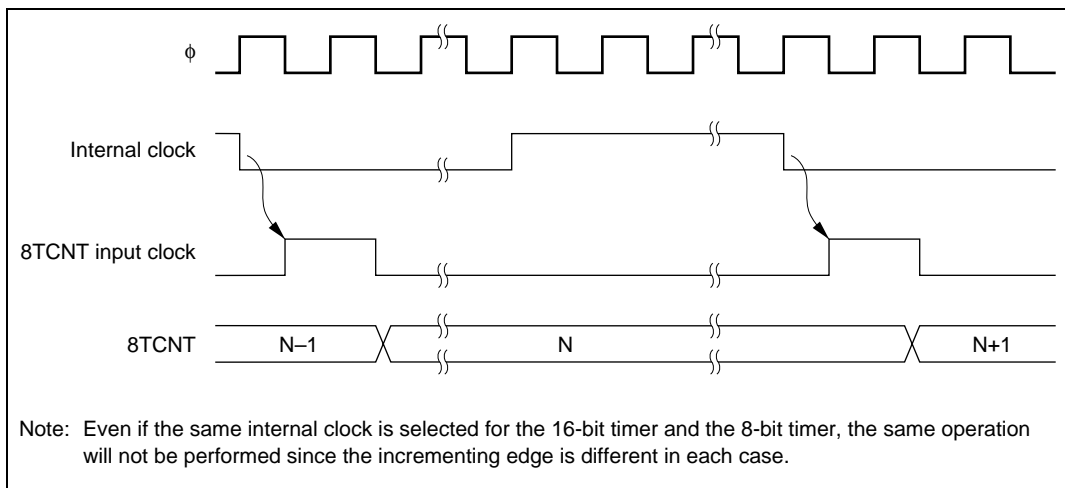 ϕ
Internal clock
8TCNT input clock
8TCNT
N–1
N
N+1
Note: Even if the same internal clock is selected for the 16-bit timer and the 8-bit timer, the same operation
will not be performed since the incrementing edge is different in each case.